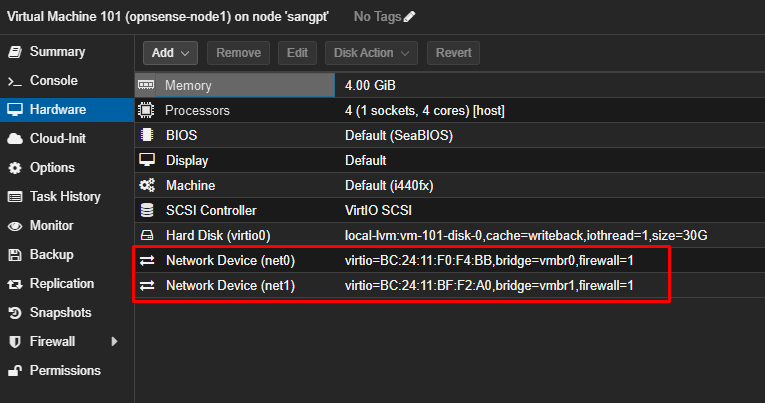 Virtual Machine 101 (opnsense-node1) on node 'sangpt' No Tags
Summary
Console
Hardware
Cloud-Init
Options
Task History
Monitor
Backup
Replication
Snapshots
Firewall
Permissions
Add Remove Edit Disk Action Revert
Memory 4.00 GiB
Processors 4 (1 sockets, 4 cores) [host]
BIOS Default (SeaBIOS)
Display Default
Machine Default (i440fx)
SCSI Controller VirtIO SCSI
Hard Disk (virtio0) local-lvm:vm-101-disk-0,cache=writeback,iothread=1,size=30G
Network Device (net0) virtio=BC:24:11:F0:F4:BB,bridge=vmbr0,firewall=1
Network Device (net1) virtio=BC:24:11:BF:F2:A0,bridge=vmbr1,firewall=1